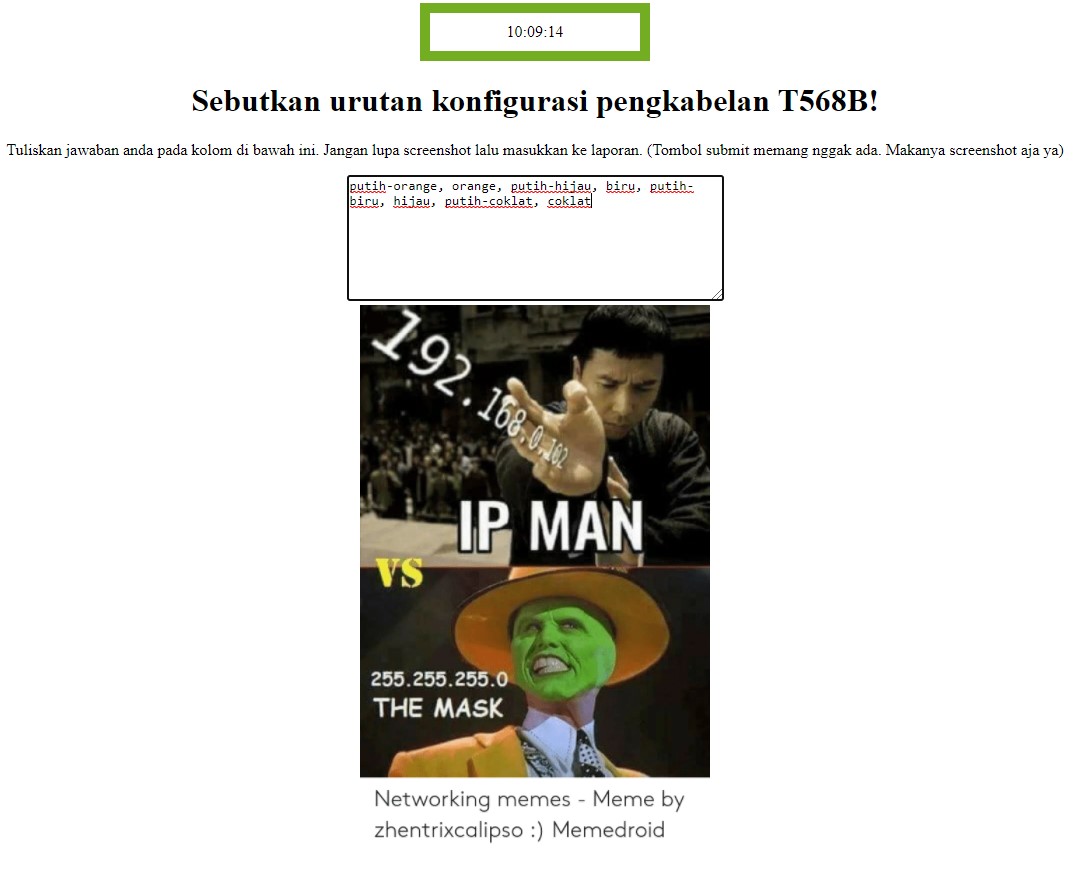 10:09:14
Sebutkan urutan konfigurasi pengkabelan T568B!
Tuliskan jawaban anda pada kolom di bawah ini. Jangan lupa screenshot lalu masukkan ke laporan. (Tombol submit memang nggak ada. Makanya screenshot aja ya)
putih-orange, orange, putih-hijau, biru, putih-
biru, hijau, putih-coklat, coklat
192.168.0.102
IP MAN
VS
255.255.255.0
THE MASK
Networking memes - Meme by
zhentrixcalipso :) Memedroid